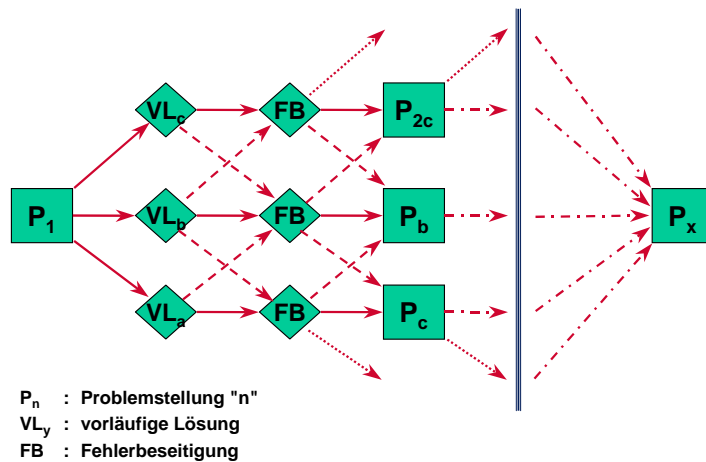 VLc FB P2c
P1 VLb FB Pb Px
VLa FB Pc
Pn : Problemstellung "n"
VLy : vorläufige Lösung
FB : Fehlerbeseitigung